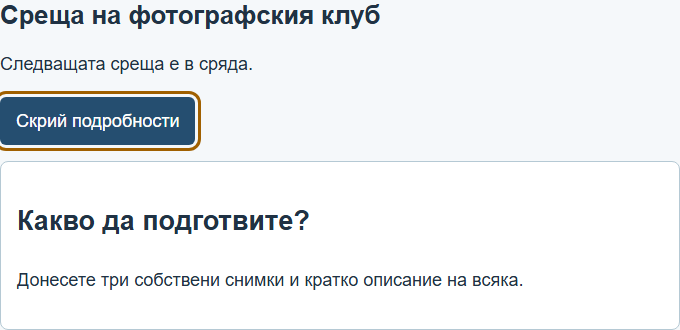 Среща на фотографския клуб
Следващата среща е в сряда.
Скрий подробности
Какво да подготвите?
Донесете три собствени снимки и кратко описание на всяка.